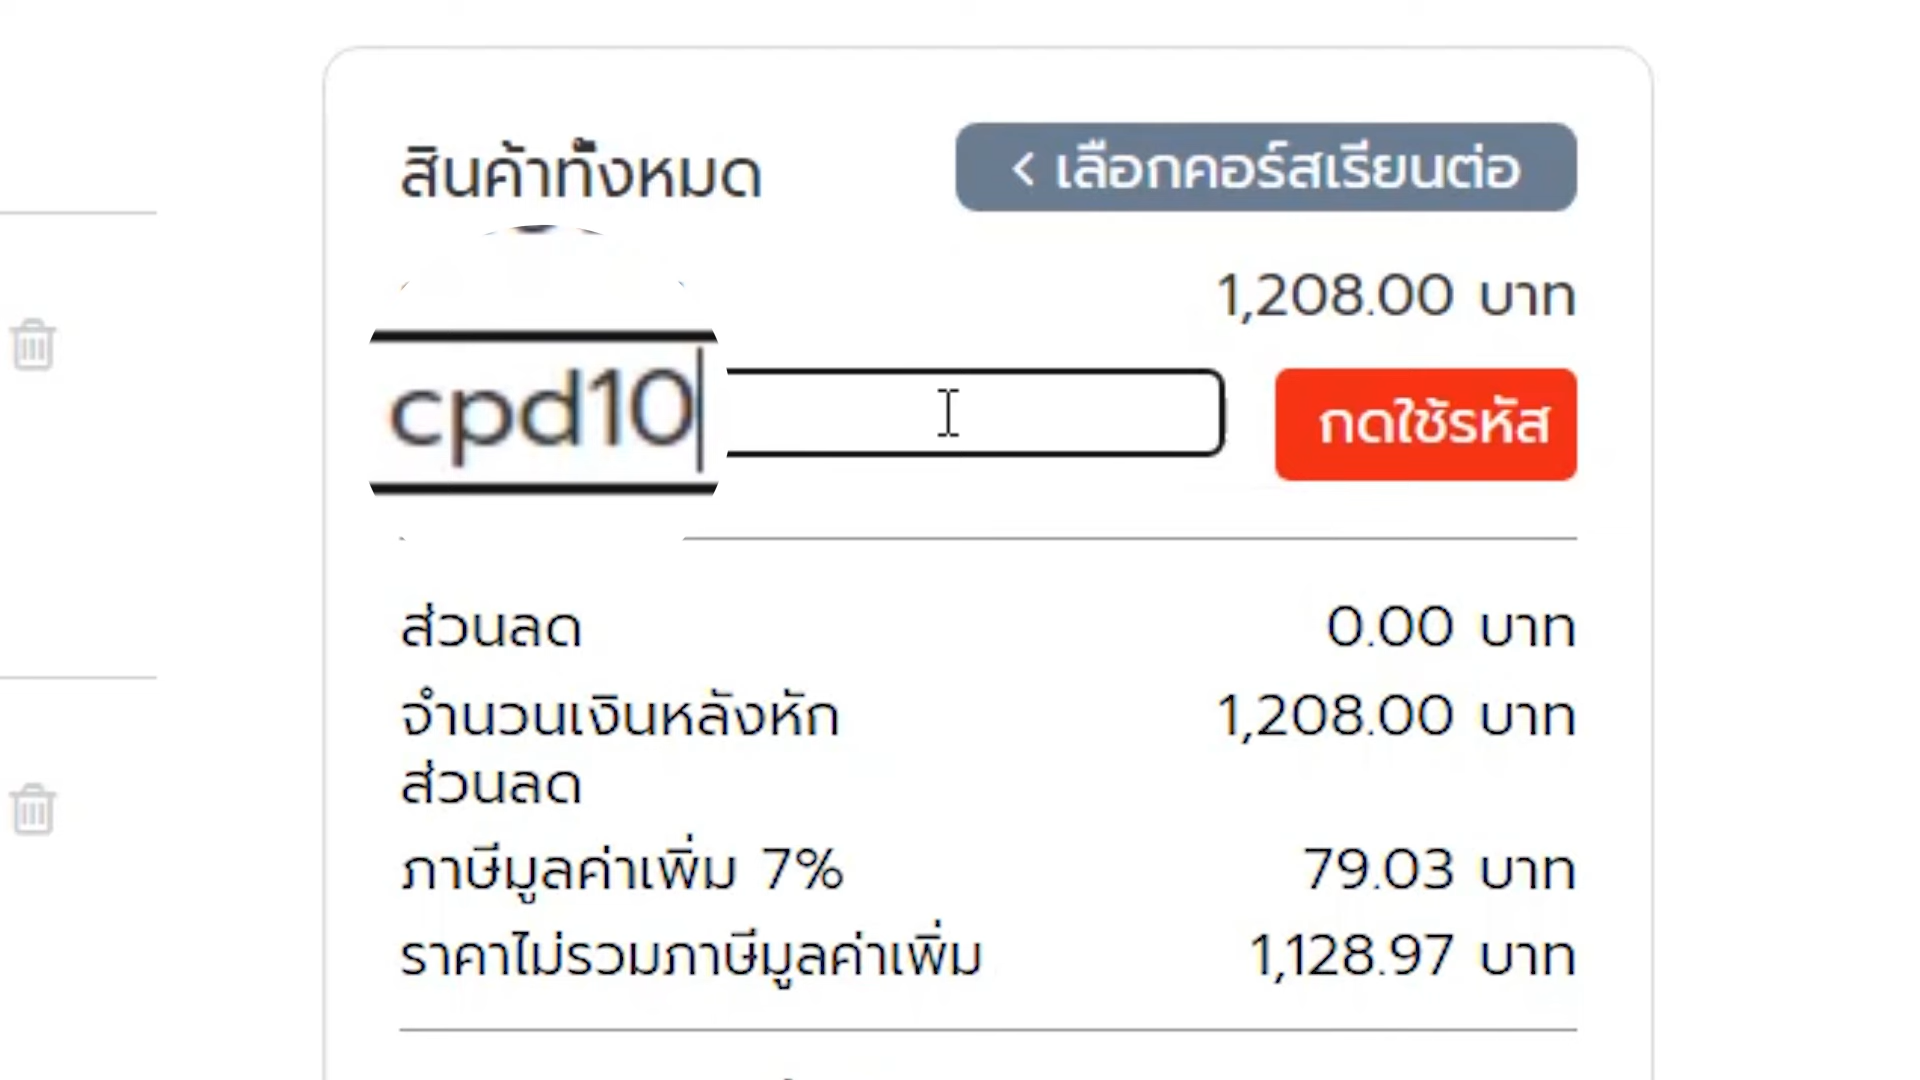 สินค้าทั้งหมด
< เลือกคอร์สเรียนต่อ
1,208.00 บาท
cpd10
กดใช้รหัส
ส่วนลด 0.00 บาท
จำนวนเงินหลังหัก 1,208.00 บาท
ส่วนลด
ภาษีมูลค่าเพิ่ม 7% 79.03 บาท
ราคาไม่รวมภาษีมูลค่าเพิ่ม 1,128.97 บาท